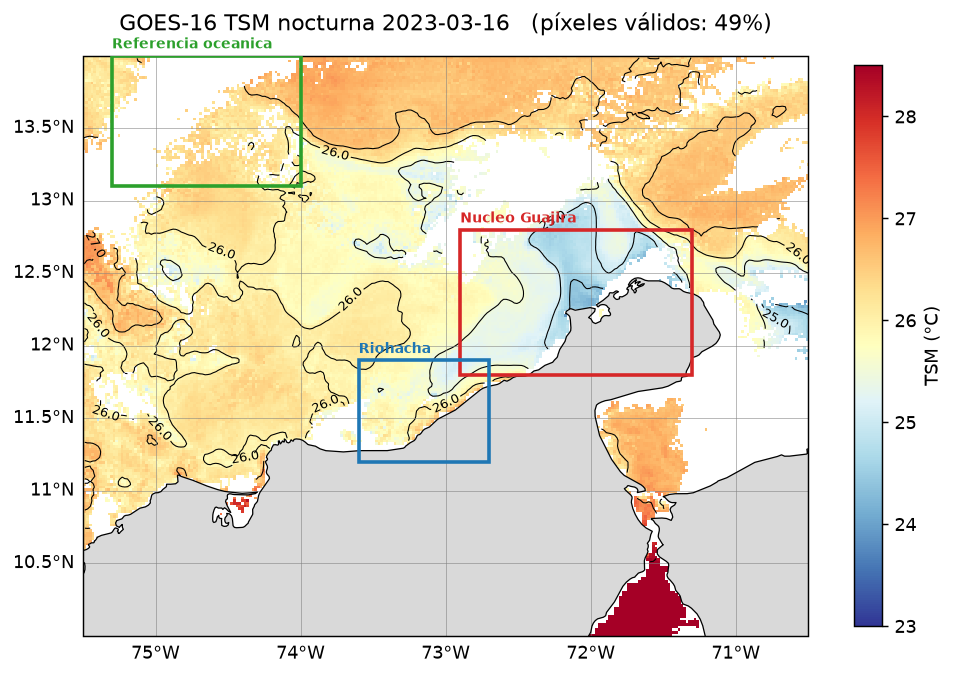 GOES-16 TSM nocturna 2023-03-16   (píxeles válidos: 49%)
Referencia oceanica
13.5°N
13°N
12.5°N
12°N
11.5°N
11°N
10.5°N
26.0
Nucleo Guajira
27.0
26.0
26.0
26.0
26.0
25.0
Riohacha
26.0
26.0
26.0
26.0
26.0
75°W
74°W
73°W
72°W
71°W
28
27
26
25
24
23
TSM (°C)